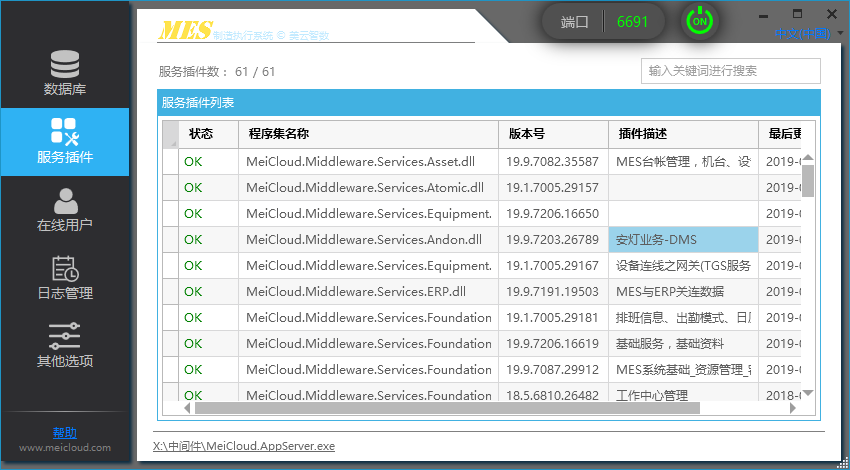 MES 制造执行系统 © 美云智数
端口 6691
ON
中文(中國)
数据库
服务插件
在线用户
日志管理
其他选项
帮助
www.meicloud.com
服务插件数： 61 / 61
输入关键词进行搜索
服务插件列表
状态 程序集名称 版本号 插件描述 最后更
OK MeiCloud.Middleware.Services.Asset.dll 19.9.7082.35587 MES台帐管理，机台、设 2019-0
OK MeiCloud.Middleware.Services.Atomic.dll 19.1.7005.29157 2019-0
OK MeiCloud.Middleware.Services.Equipment. 19.9.7206.16650 2019-0
OK MeiCloud.Middleware.Services.Andon.dll 19.9.7203.26789 安灯业务-DMS 2019-0
OK MeiCloud.Middleware.Services.Equipment. 19.1.7005.29167 设备连线之网关(TGS服务 2019-0
OK MeiCloud.Middleware.Services.ERP.dll 19.9.7191.19503 MES与ERP关连数据 2019-0
OK MeiCloud.Middleware.Services.Foundation 19.1.7005.29181 排班信息、出勤模式、日历 2019-0
OK MeiCloud.Middleware.Services.Foundation 19.9.7206.16619 基础服务，基础资料 2019-0
OK MeiCloud.Middleware.Services.Foundation 19.9.7087.29912 MES系统基础_资源管理_客 2019-0
OK MeiCloud.Middleware.Services.Foundation 18.5.6810.26482 工作中心管理 2018-0
X:\中间件\MeiCloud.AppServer.exe